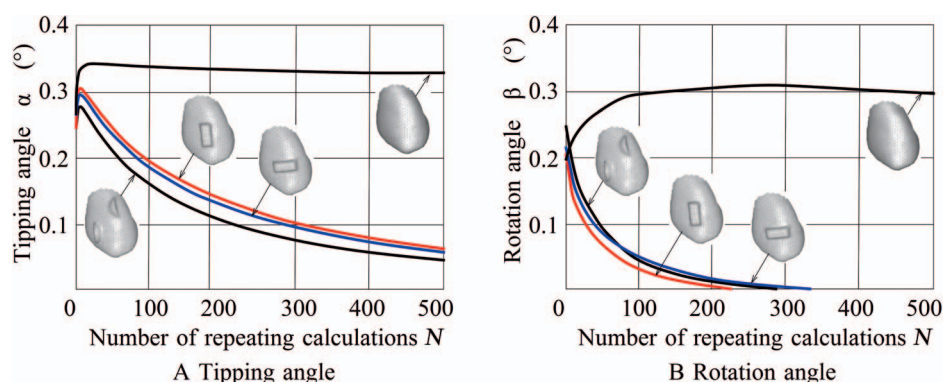 0.4
0.3
0.2
0.1
0 100 200 300 400 500
Tipping angle α (°)
Number of repeating calculations N
A Tipping angle
0.4
0.3
0.2
0.1
0 100 200 300 400 500
Rotation angle β (°)
Number of repeating calculations N
B Rotation angle